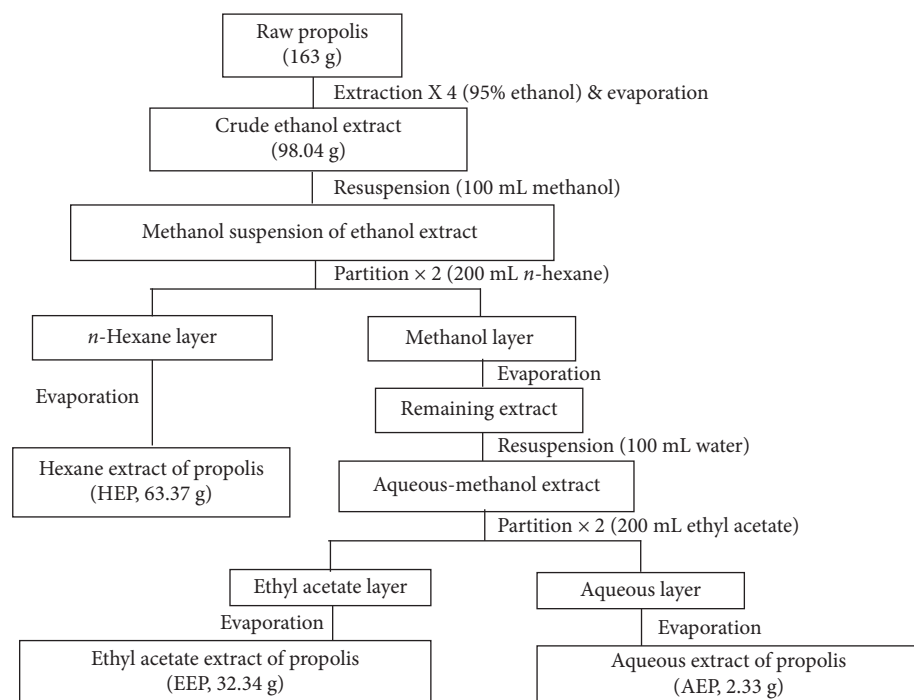 Raw propolis
(163 g)
Extraction X 4 (95% ethanol) & evaporation
Crude ethanol extract
(98.04 g)
Resuspension (100 mL methanol)
Methanol suspension of ethanol extract
Partition × 2 (200 mL n-hexane)
n-Hexane layer
Methanol layer
Evaporation
Evaporation
Remaining extract
Resuspension (100 mL water)
Hexane extract of propolis
(HEP, 63.37 g)
Aqueous-methanol extract
Partition × 2 (200 mL ethyl acetate)
Ethyl acetate layer
Aqueous layer
Evaporation
Evaporation
Ethyl acetate extract of propolis
(EEP, 32.34 g)
Aqueous extract of propolis
(AEP, 2.33 g)